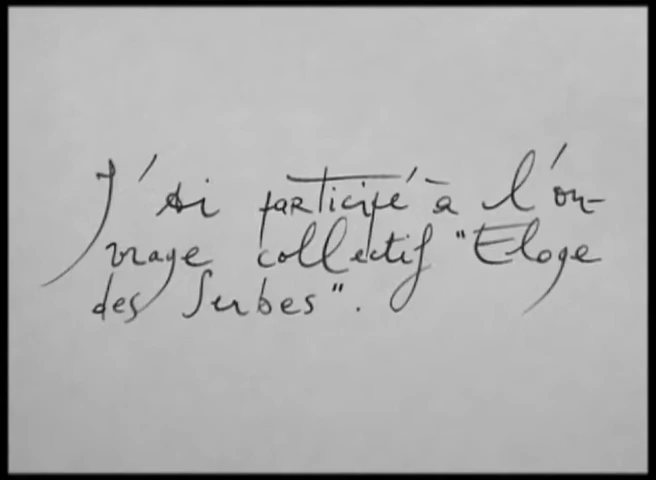 J'ai participé à l'ou-
vrage collectif "Eloge
des Serbes".